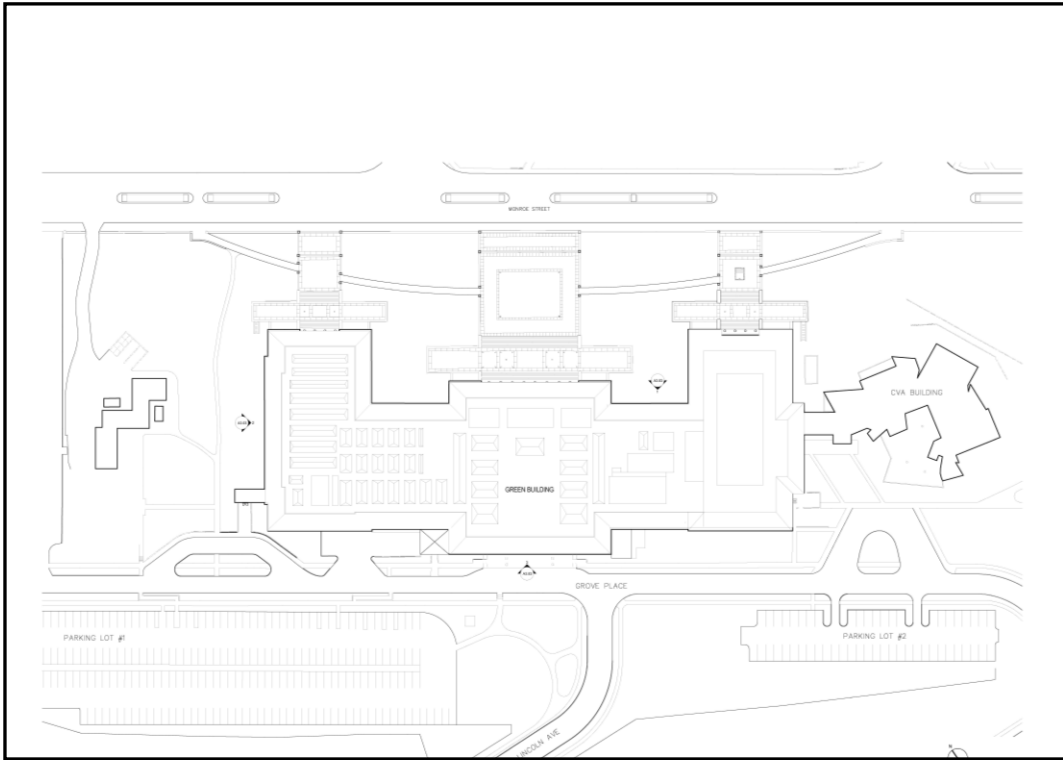 MONROE STREET
CVA BUILDING
GREEN BUILDING
GROVE PLACE
PARKING LOT #1
PARKING LOT #2
LINCOLN AVE
N